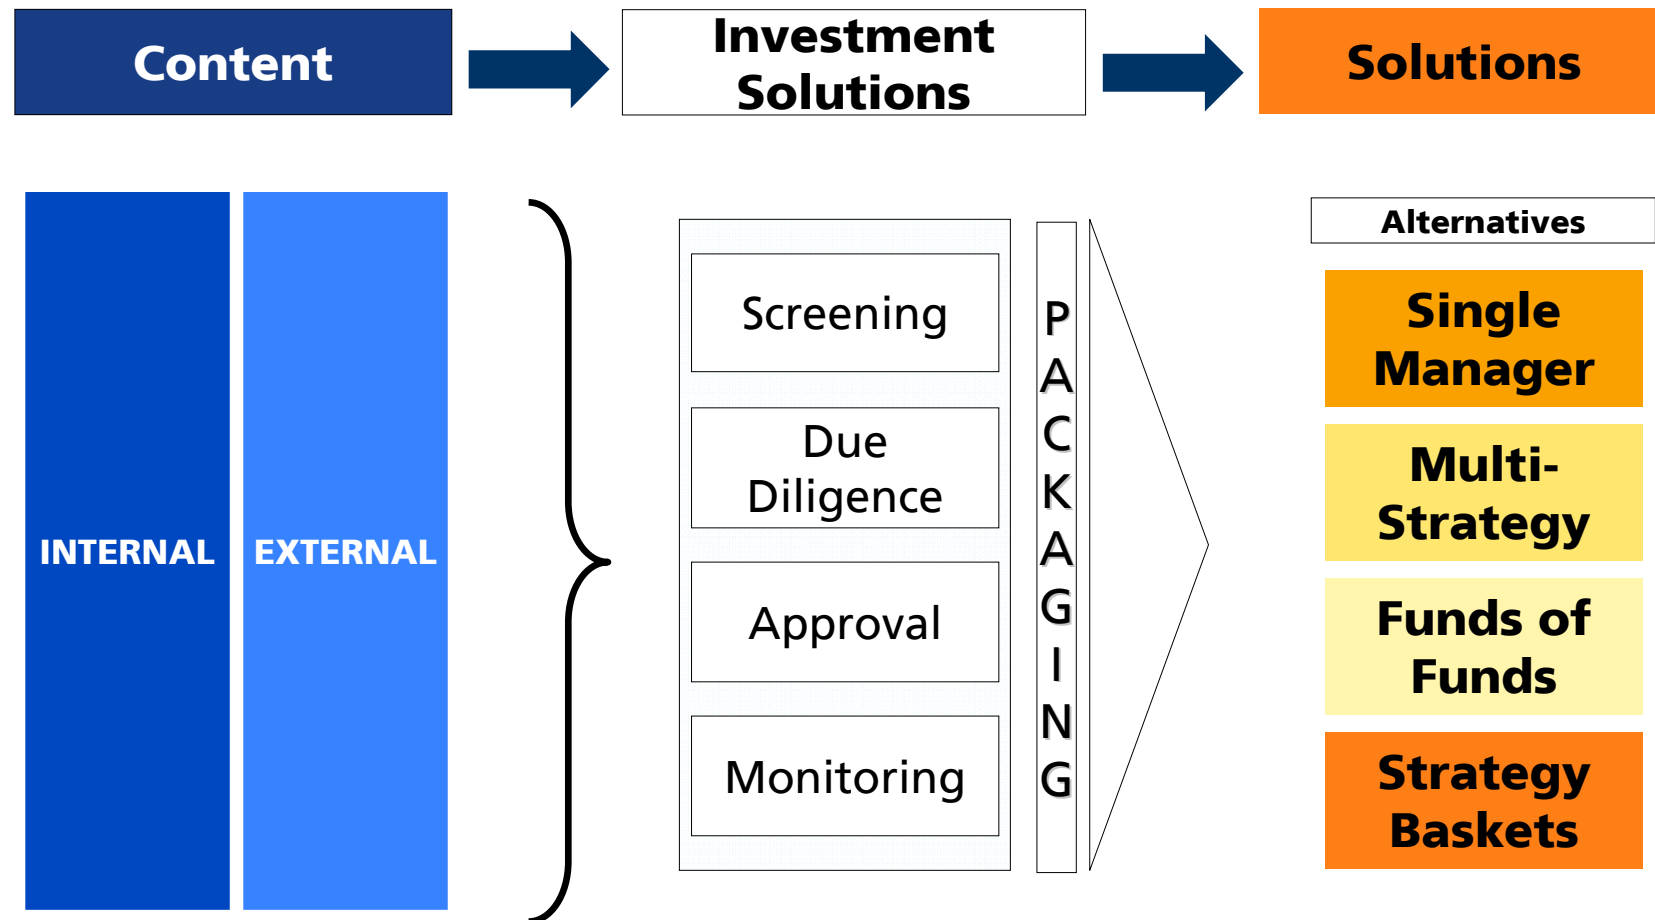 Content
Investment
Solutions
Solutions
INTERNAL
EXTERNAL
Screening
Due
Diligence
Approval
Monitoring
PACKAGING
Alternatives
Single
Manager
Multi-
Strategy
Funds of
Funds
Strategy
Baskets